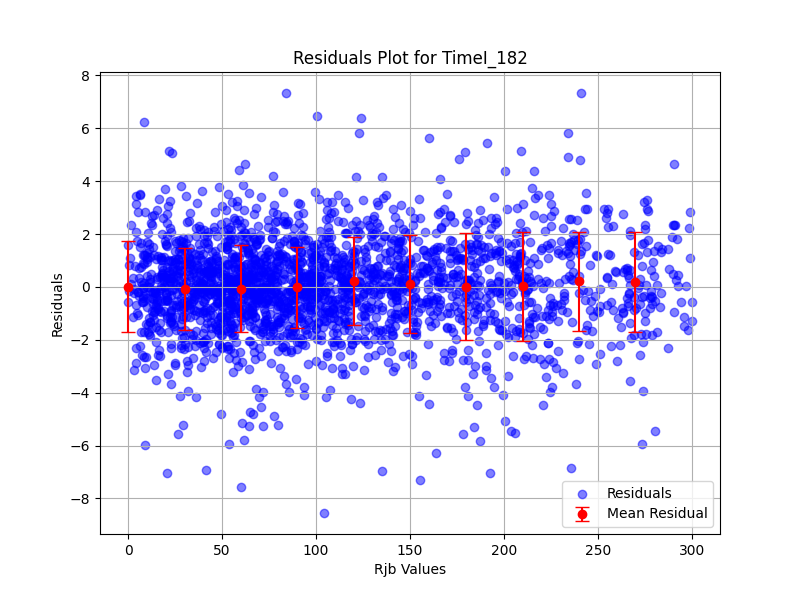 Residuals Plot for TimeI_182
Residuals
8
6
4
2
0
−2
−4
−6
−8
0 50 100 150 200 250 300
Rjb Values
Residuals
Mean Residual